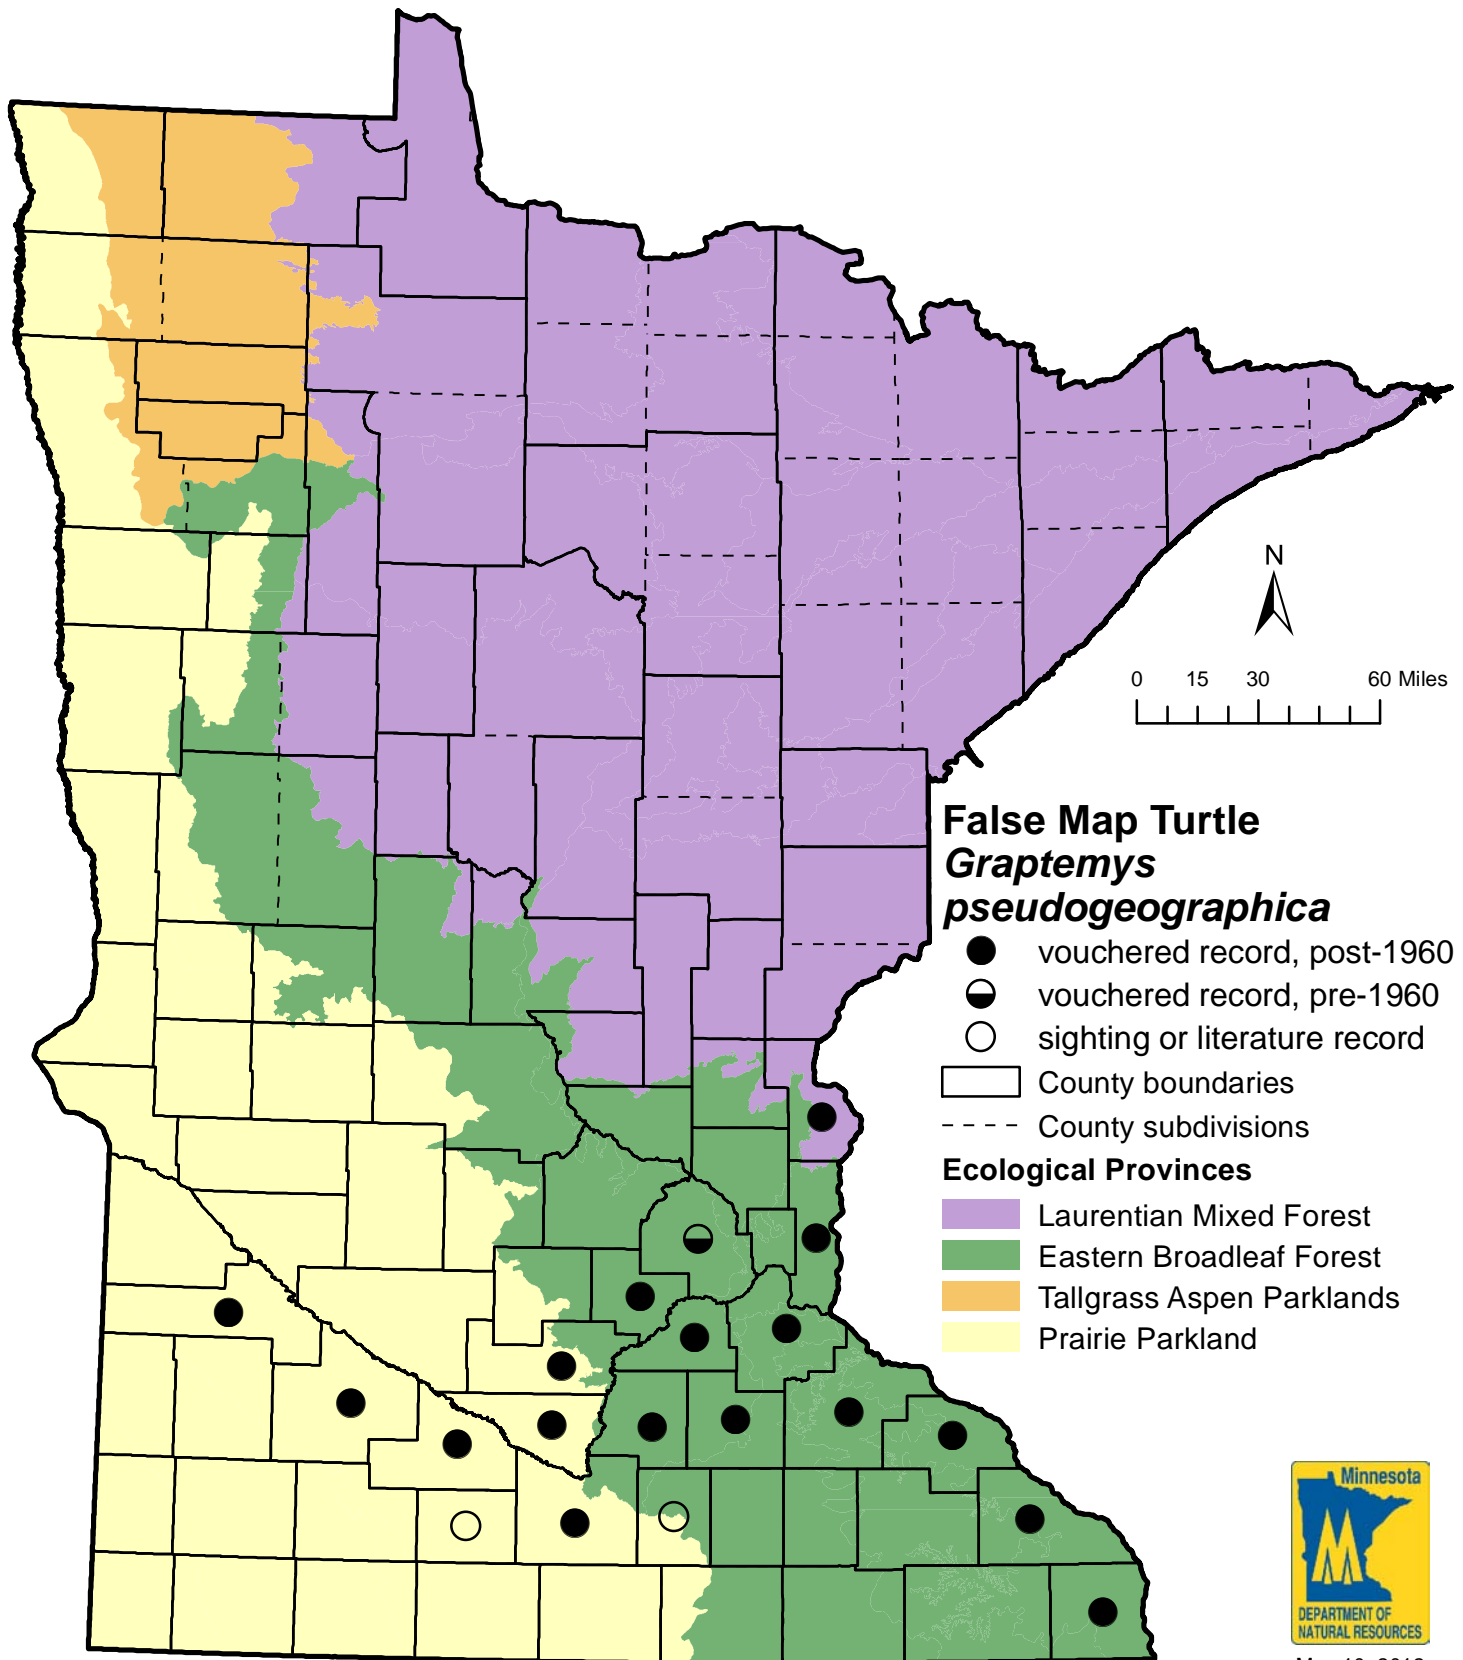 N
0 15 30 60 Miles
False Map Turtle
Graptemys
pseudogeographica
vouchered record, post-1960
vouchered record, pre-1960
sighting or literature record
County boundaries
County subdivisions
Ecological Provinces
Laurentian Mixed Forest
Eastern Broadleaf Forest
Tallgrass Aspen Parklands
Prairie Parkland
Minnesota
DEPARTMENT OF
NATURAL RESOURCES